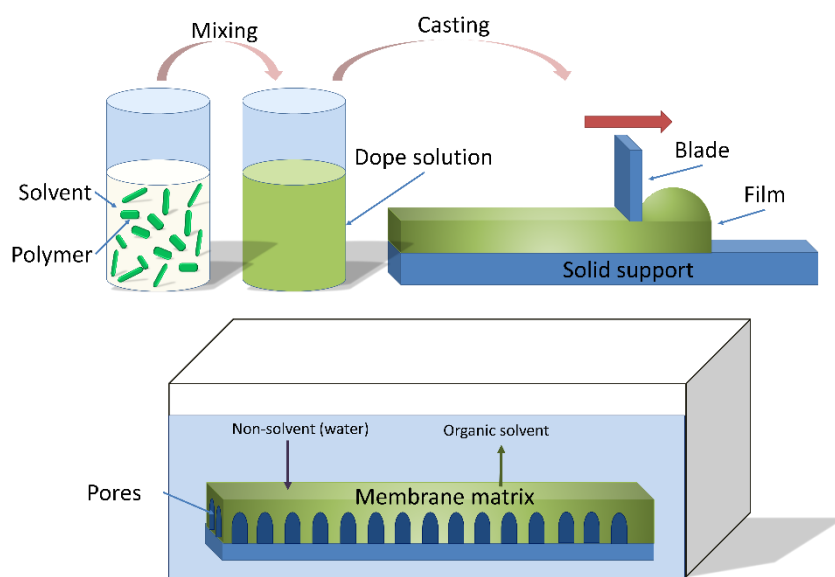 Mixing
Casting
Dope solution
Blade
Solvent
Film
Polymer
Solid support
Non-solvent (water)
Organic solvent
Pores
Membrane matrix